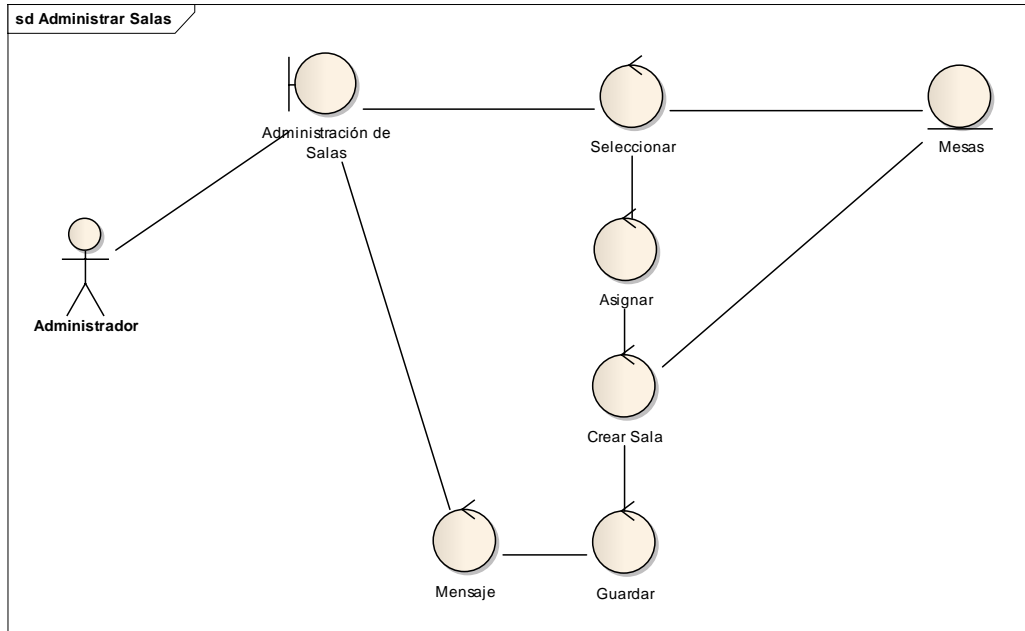 sd Administrar Salas
Administración de
Salas
Seleccionar
Mesas
Asignar
Administrador
Crear Sala
Mensaje
Guardar